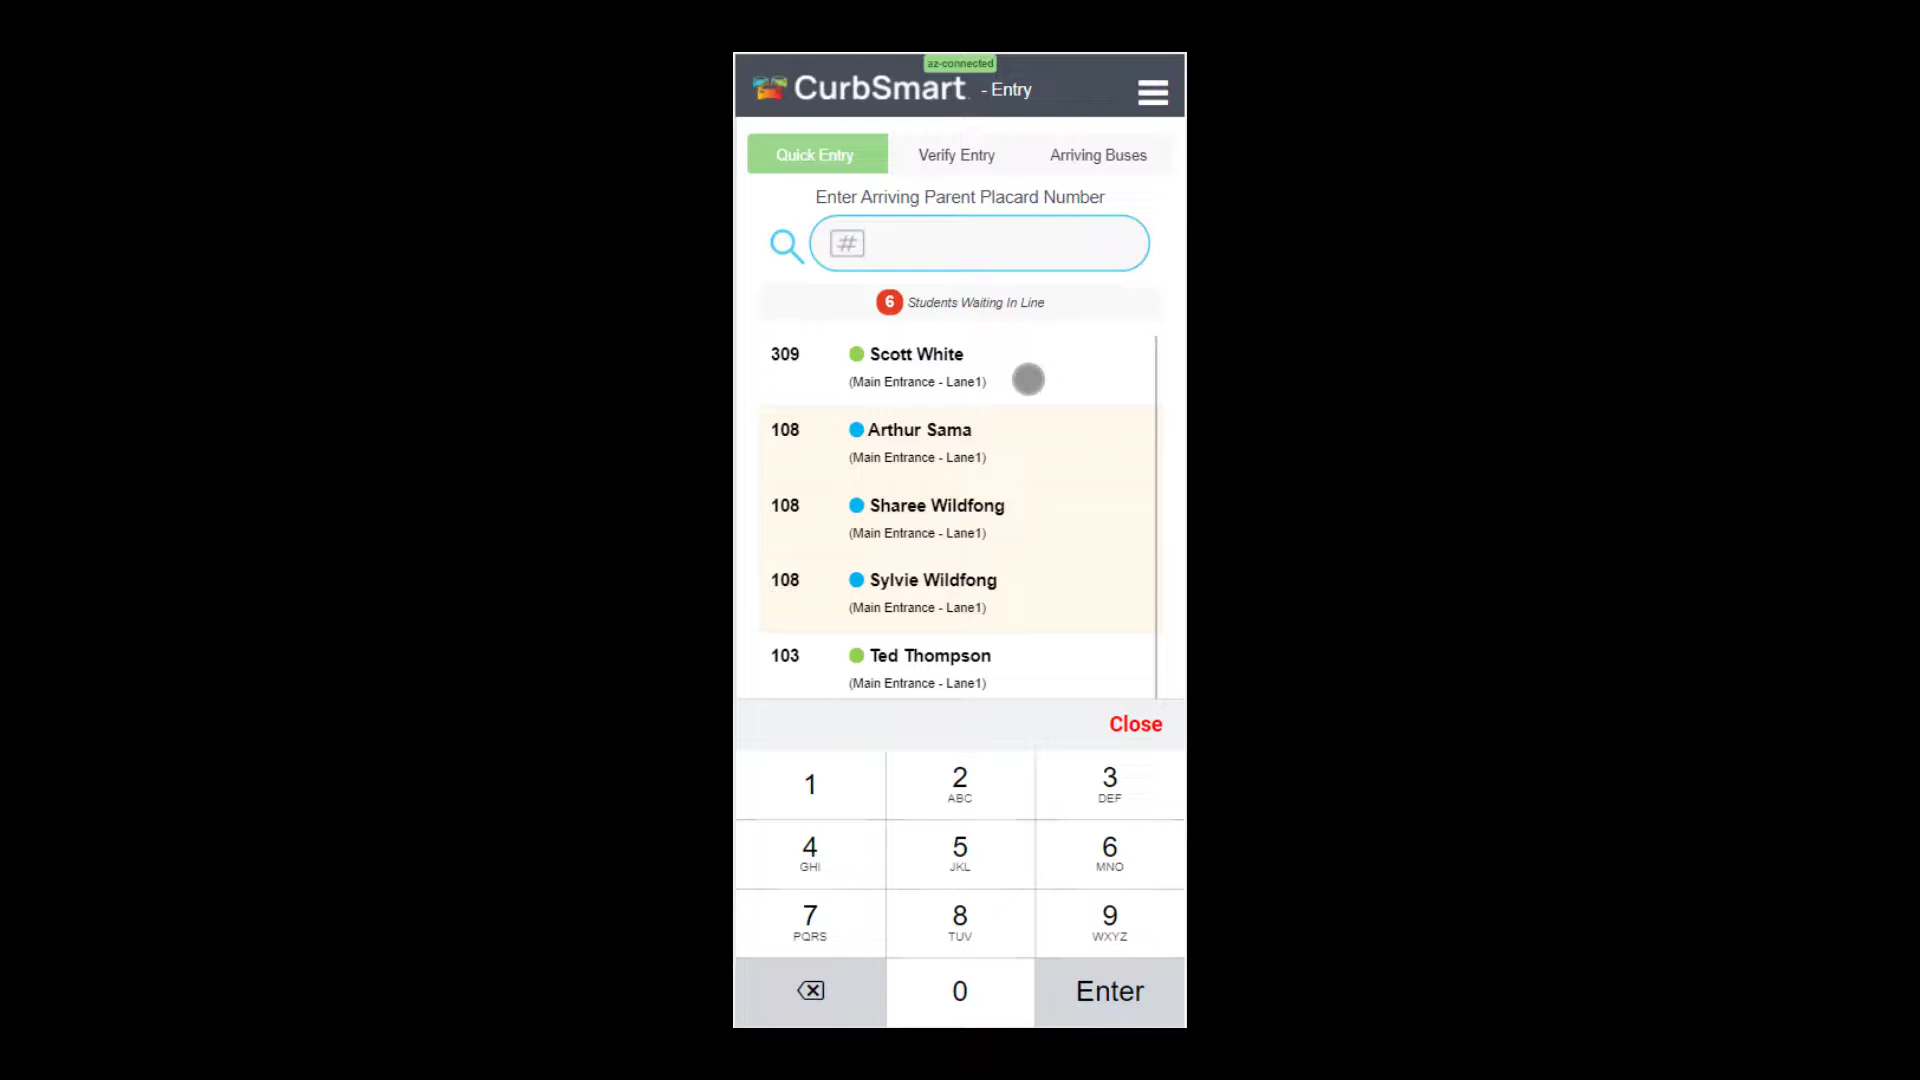 az-connected
CurbSmart - Entry
Quick Entry Verify Entry Arriving Buses
Enter Arriving Parent Placard Number
#
6 Students Waiting In Line
309 Scott White
(Main Entrance - Lane1)
108 Arthur Sama
(Main Entrance - Lane1)
108 Sharee Wildfong
(Main Entrance - Lane1)
108 Sylvie Wildfong
(Main Entrance - Lane1)
103 Ted Thompson
(Main Entrance - Lane1)
Close
1 2 3
ABC DEF
4 5 6
GHI JKL MNO
7 8 9
PQRS TUV WXYZ
0 Enter